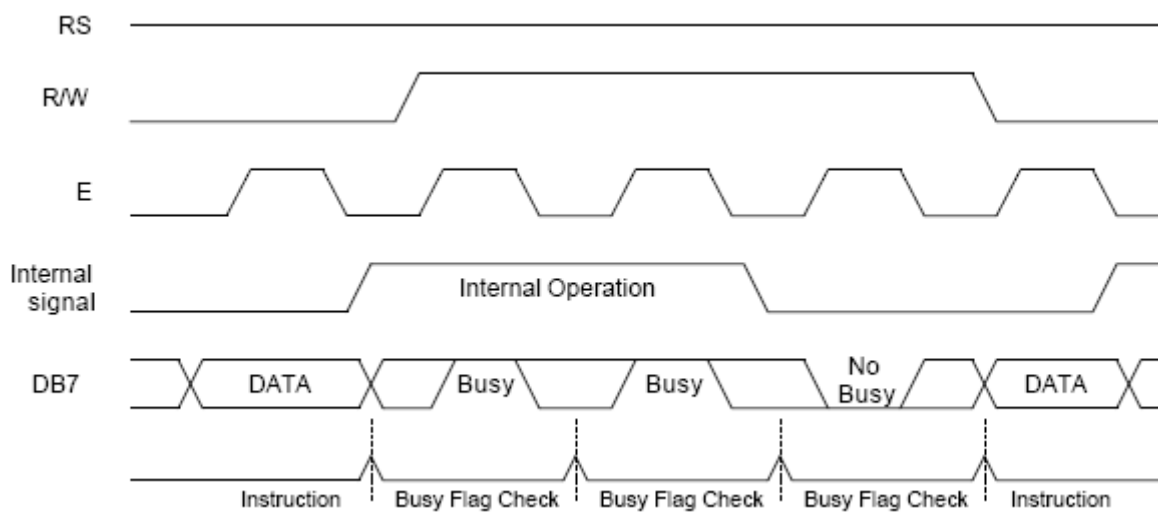 RS
R/W
E
Internal
signal
Internal Operation
DB7
DATA
Busy
Busy
No
Busy
DATA
Instruction
Busy Flag Check
Busy Flag Check
Busy Flag Check
Instruction